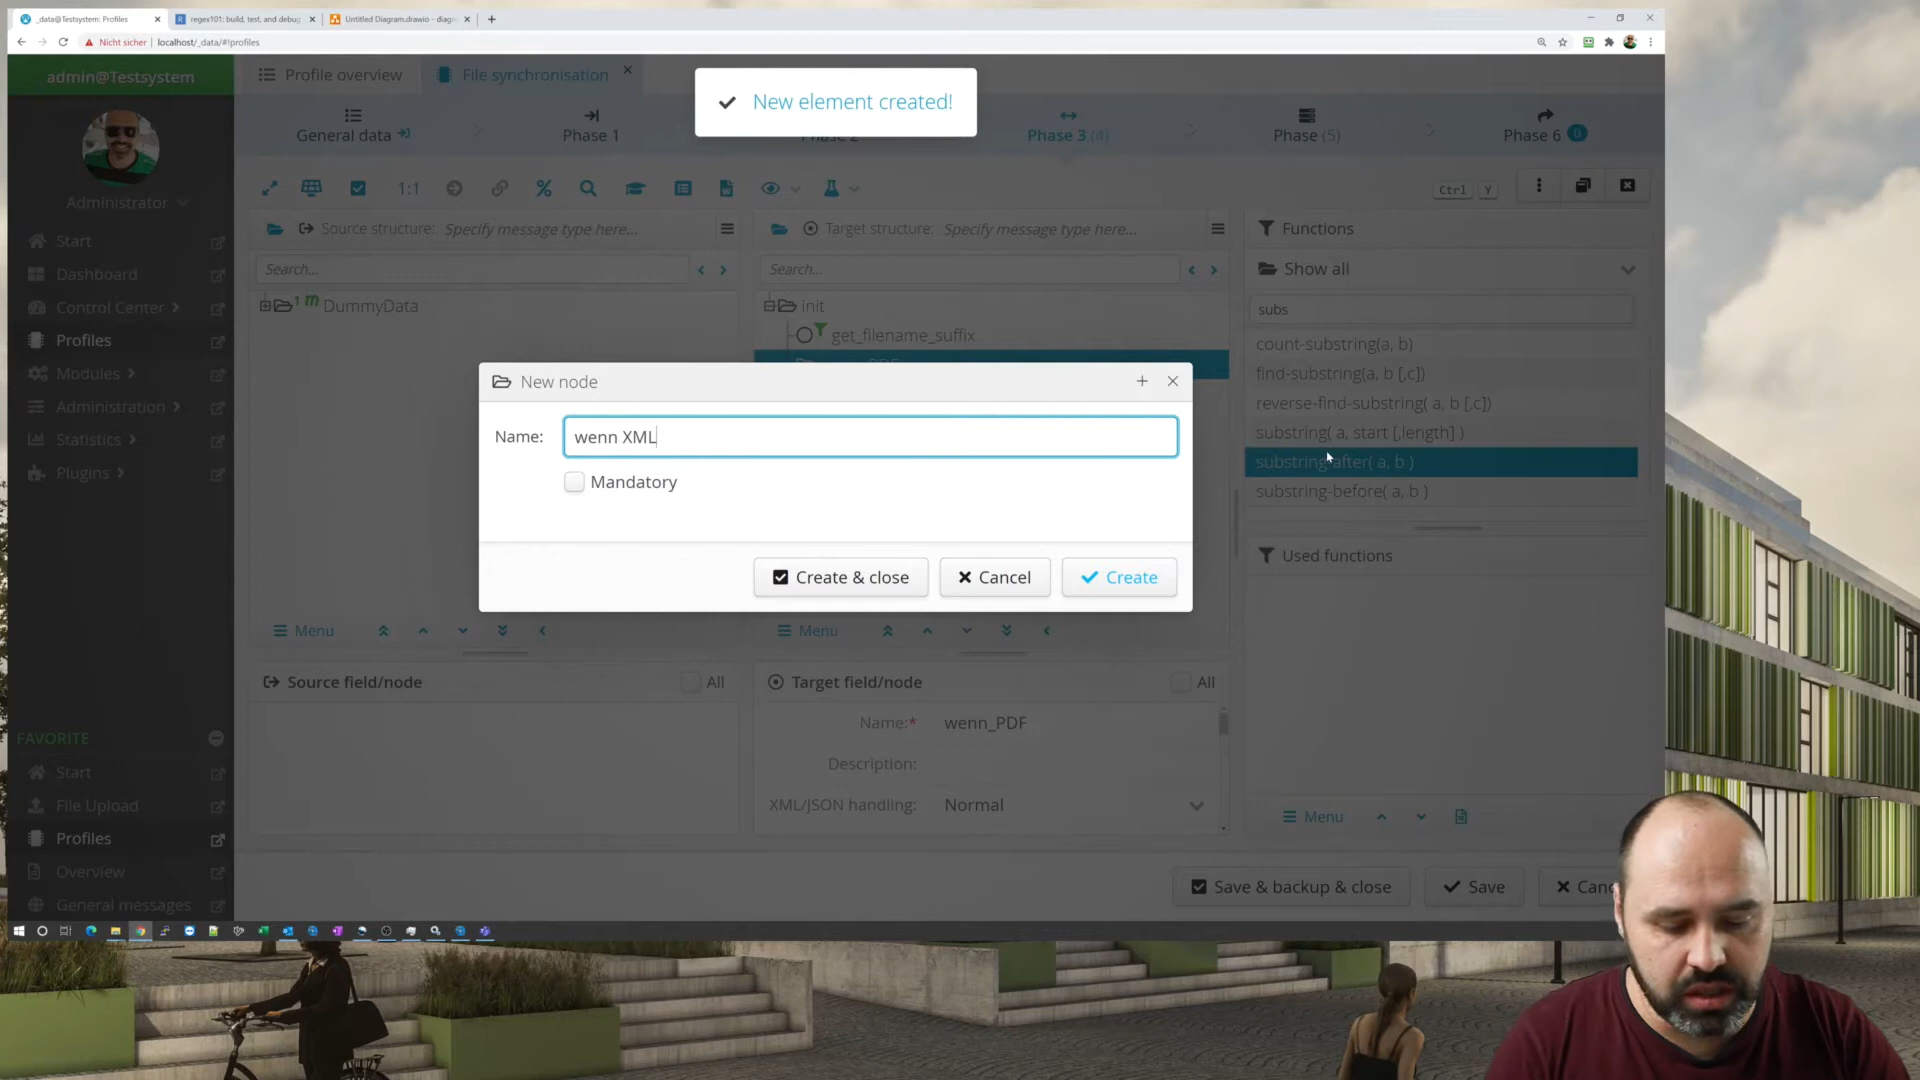 _data@Testsystem: Profiles
regex101: build, test, and debug
Untitled Diagram.drawio - diagr
Nicht sicher
localhost/_data/#!profiles
admin@Testsystem
Profile overview
File synchronisation
New element created!
General data
Phase 1
Phase 2
Phase 3 (4)
Phase (5)
Phase 6
0
Administrator
1:1
Ctrl
Y
Start
Dashboard
Control Center
Profiles
Modules
Administration
Statistics
Plugins
Source structure: Specify message type here...
Search...
1 m DummyData
Target structure: Specify message type here...
Search...
init
get_filename_suffix
Functions
Show all
subs
count-substring(a, b)
find-substring(a, b [,c])
reverse-find-substring( a, b [,c])
substring( a, start [,length] )
substring-after( a, b )
substring-before( a, b )
Used functions
New node
Name:
wenn XML
Mandatory
Create & close
Cancel
Create
Menu
Menu
Source field/node
All
Target field/node
All
Name:*
wenn_PDF
Description:
XML/JSON handling:
Normal
Menu
FAVORITE
Start
File Upload
Profiles
Overview
General messages
Save & backup & close
Save
Canc